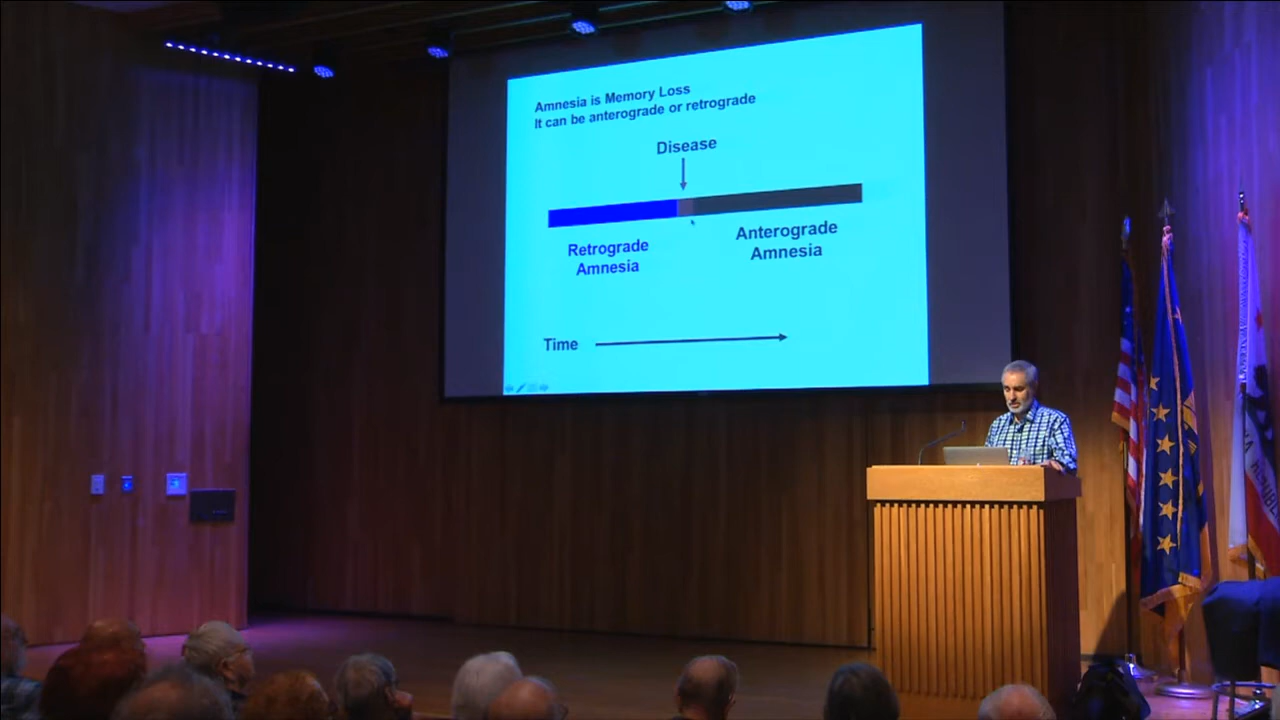 Amnesia is Memory Loss
It can be anterograde or retrograde
Disease
Retrograde
Amnesia
Anterograde
Amnesia
Time